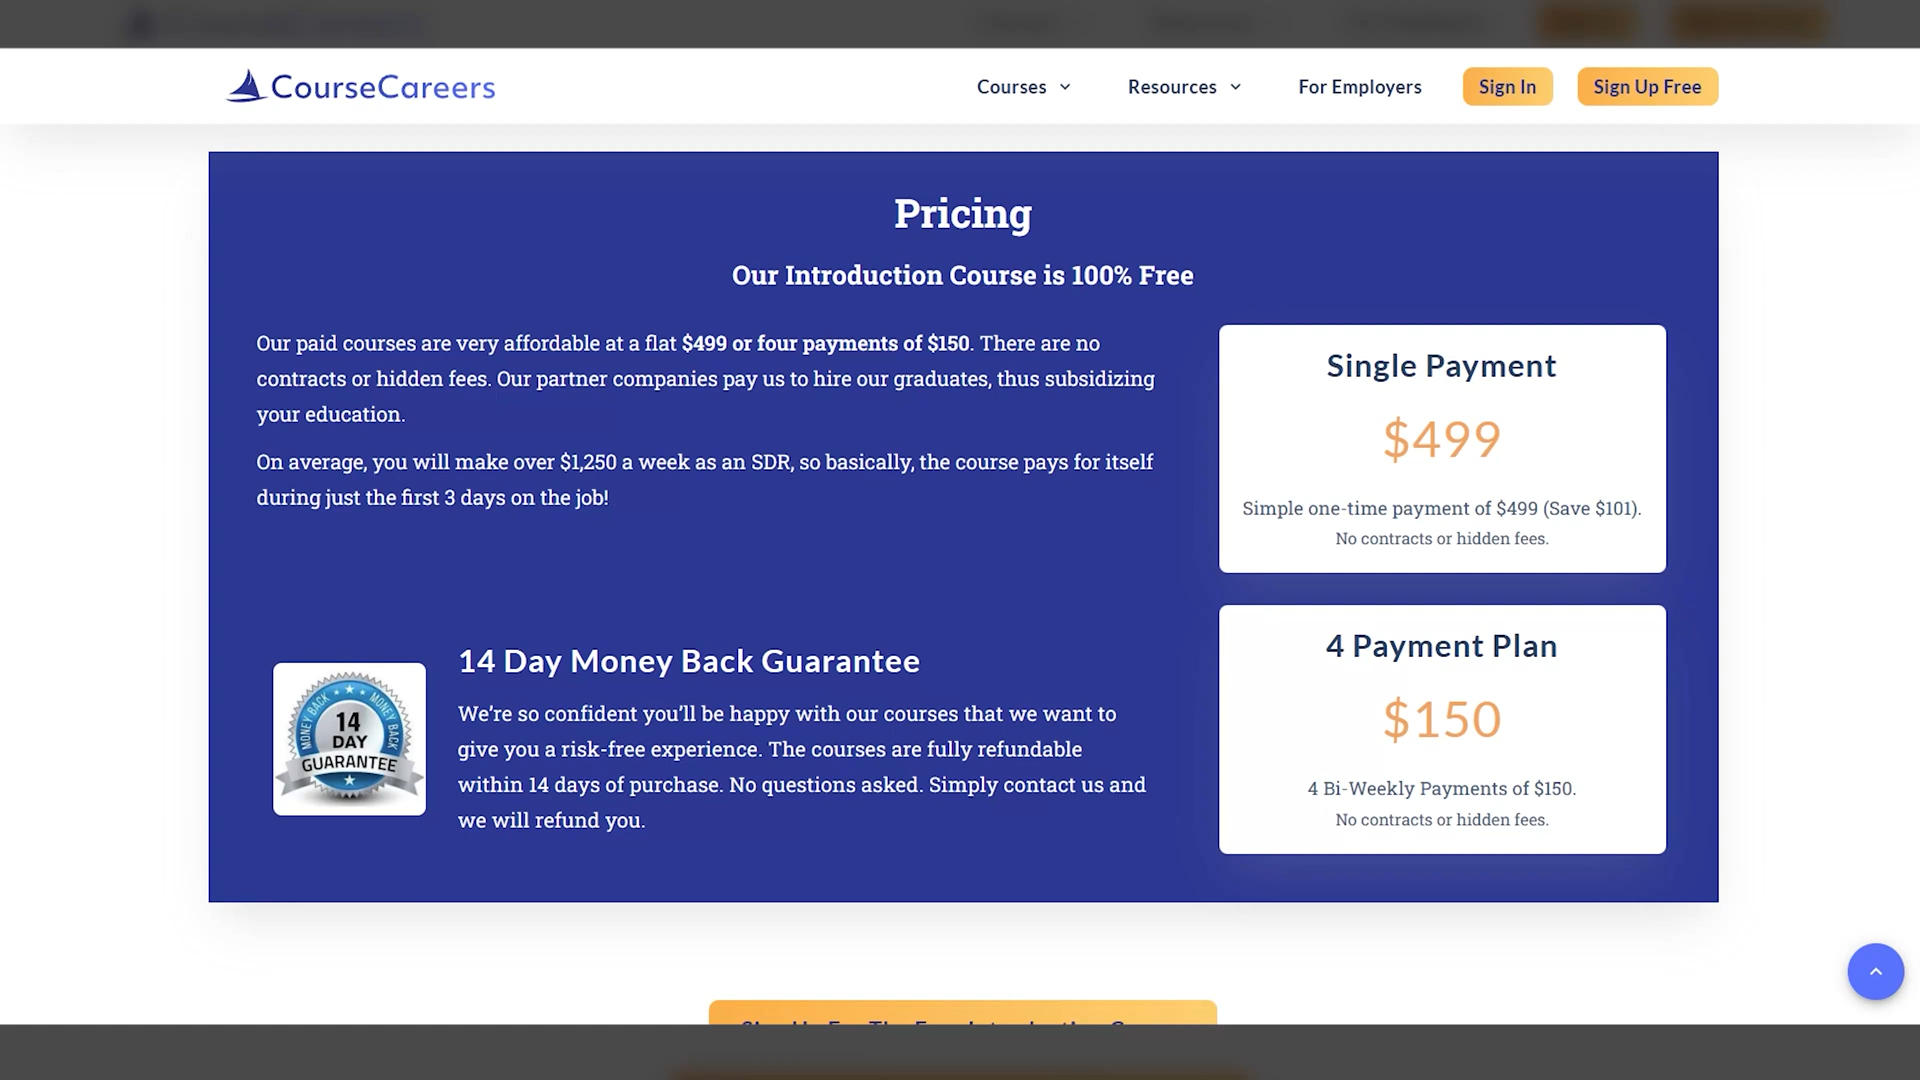 CourseCareers
Courses
Resources
For Employers
Sign In
Sign Up Free
Pricing
Our Introduction Course is 100% Free
Our paid courses are very affordable at a flat $499 or four payments of $150. There are no
contracts or hidden fees. Our partner companies pay us to hire our graduates, thus subsidizing
your education.
On average, you will make over $1,250 a week as an SDR, so basically, the course pays for itself
during just the first 3 days on the job!
Single Payment
$499
Simple one-time payment of $499 (Save $101).
No contracts or hidden fees.
14 Day Money Back Guarantee
We're so confident you'll be happy with our courses that we want to
give you a risk-free experience. The courses are fully refundable
within 14 days of purchase. No questions asked. Simply contact us and
we will refund you.
MONEY BACK
MONEY BACK
14
DAY
GUARANTEE
4 Payment Plan
$150
4 Bi-Weekly Payments of $150.
No contracts or hidden fees.